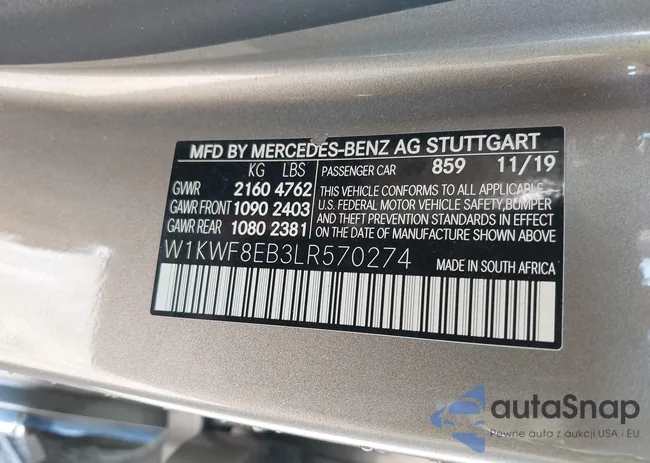 MFD BY MERCEDES-BENZ AG STUTTGART
KG LBS PASSENGER CAR 859 11/19
GVWR 2160 4762
GAWR FRONT 1090 2403
GAWR REAR 1080 2381
THIS VEHICLE CONFORMS TO ALL APPLICABLE
U.S. FEDERAL MOTOR VEHICLE SAFETY,BUMPER
AND THEFT PREVENTION STANDARDS IN EFFECT
ON THE DATE OF MANUFACTURE SHOWN ABOVE
W1KWF8EB3LR570274 MADE IN SOUTH AFRICA
autaSnap
Pewne auta z aukcji USA i EU